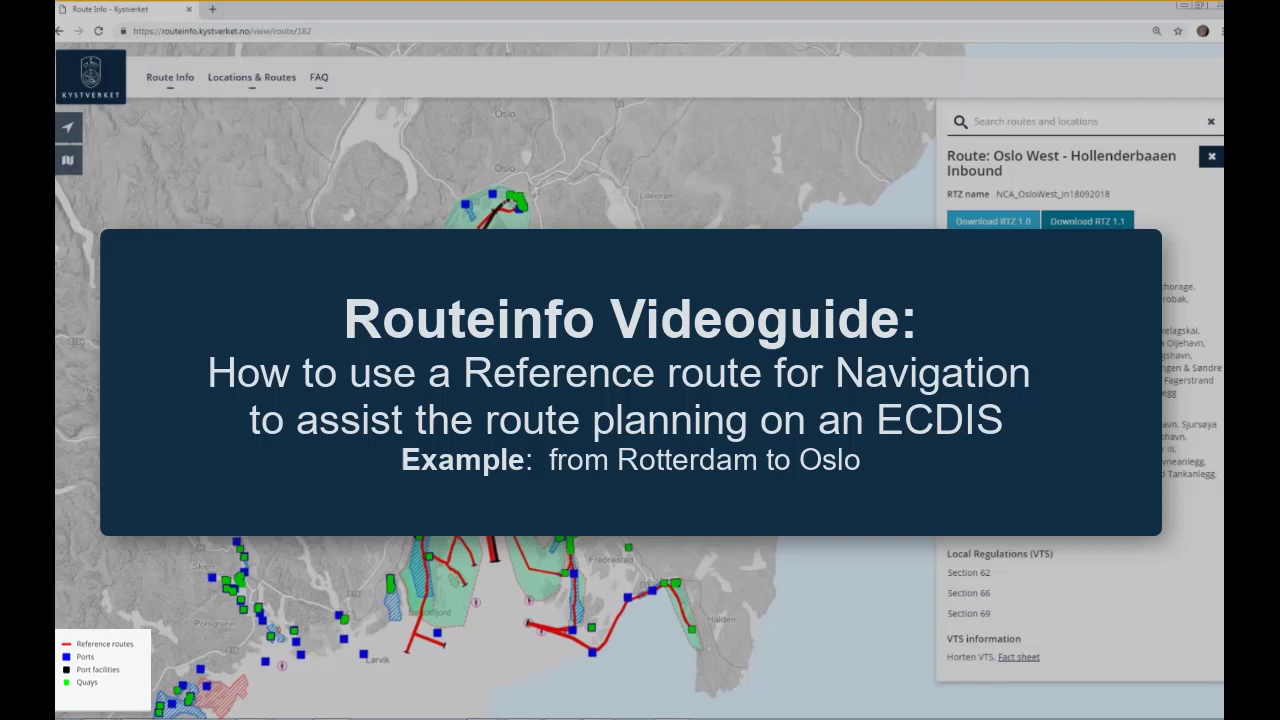 Route Info - Kystverket
https://routeinfo.kystverket.no/view/route/182
KYSTVERKET
Route Info
Locations & Routes
FAQ
Search routes and locations
Route: Oslo West - Hollenderbaaen
Inbound
RTZ name NCA_OsloWest_In18092018
Download RTZ 1.0
Download RTZ 1.1
Oslo
Oslo
Lillestrøm
Routeinfo Videoguide:
How to use a Reference route for Navigation
to assist the route planning on an ECDIS
Example: from Rotterdam to Oslo
Skien
Porsgrunn
Larvik
Fredrikstad
Halden
Local Regulations (VTS)
Section 62
Section 66
Section 69
VTS information
Horten VTS, Fact sheet
Reference routes
Ports
Port facilities
Quays